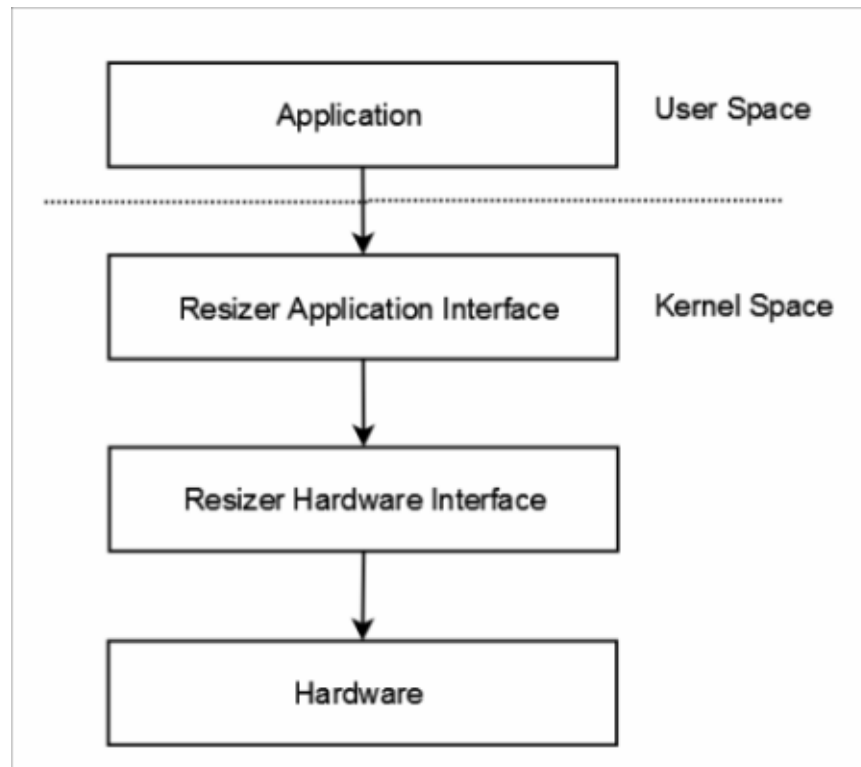 Application
User Space
Resizer Application Interface
Kernel Space
Resizer Hardware Interface
Hardware